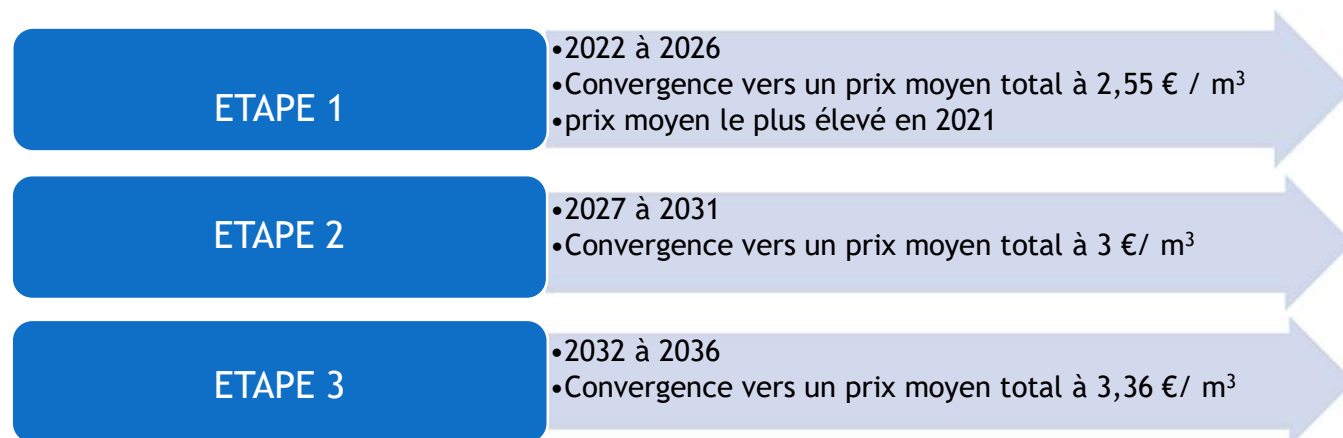 ETAPE 1
•2022 à 2026
•Convergence vers un prix moyen total à 2,55 € / m³
•prix moyen le plus élevé en 2021
ETAPE 2
•2027 à 2031
•Convergence vers un prix moyen total à 3 €/ m³
ETAPE 3
•2032 à 2036
•Convergence vers un prix moyen total à 3,36 €/ m³